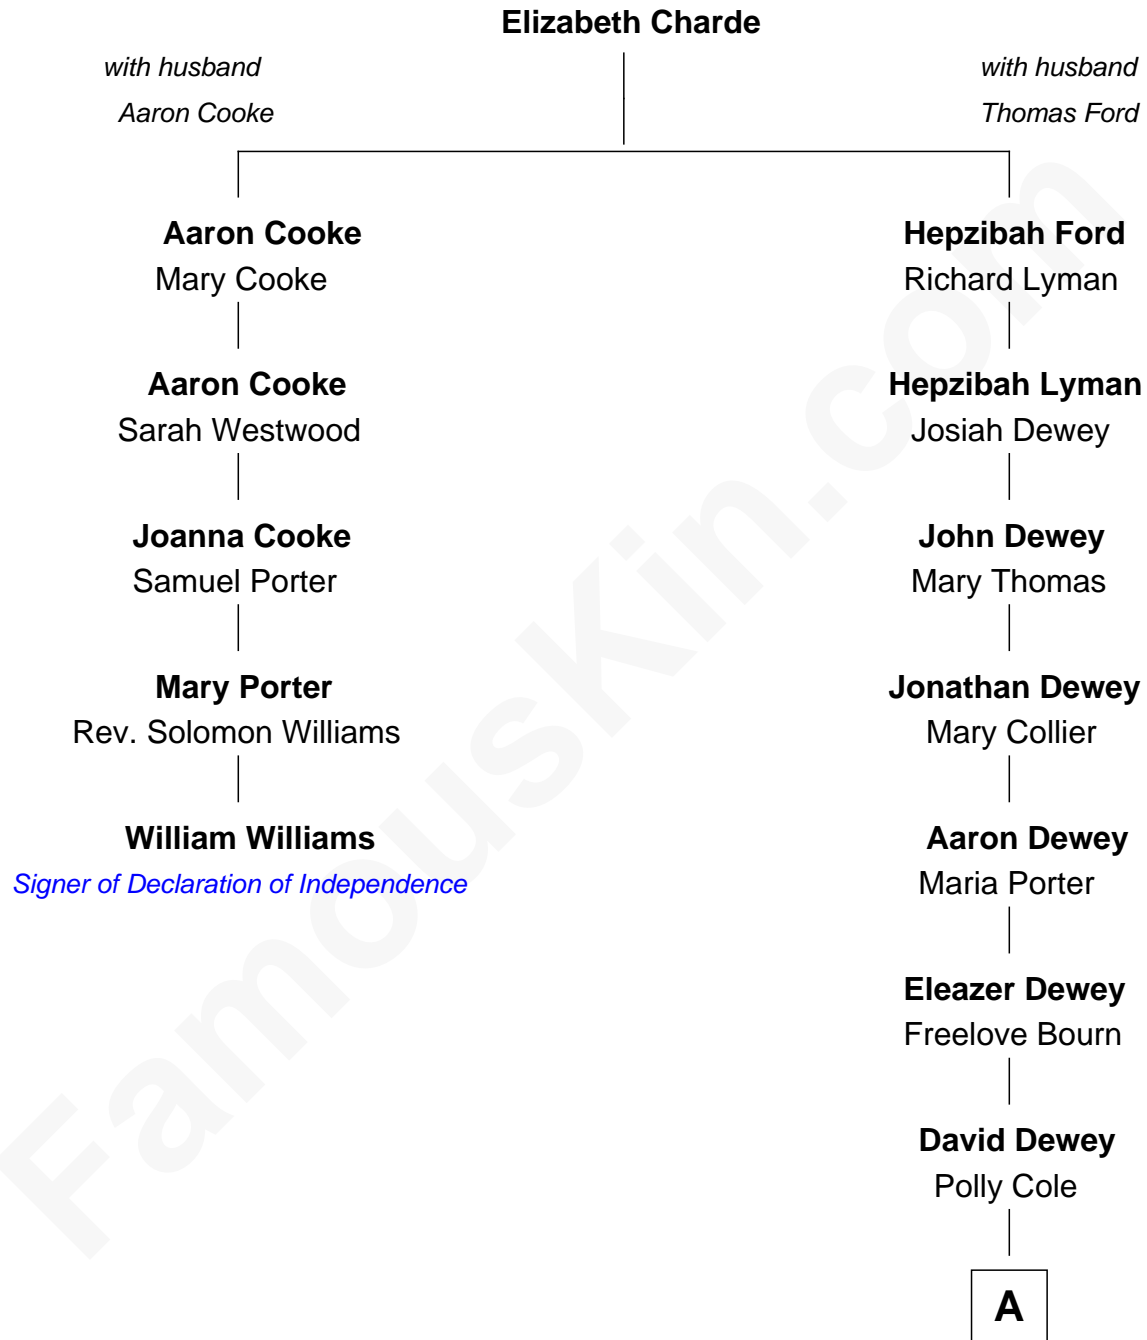 Elizabeth Charde
with husband
Aaron Cooke
with husband
Thomas Ford
Aaron Cooke
Mary Cooke
Hepzibah Ford
Richard Lyman
Aaron Cooke
Sarah Westwood
Hepzibah Lyman
Josiah Dewey
Joanna Cooke
Samuel Porter
John Dewey
Mary Thomas
Mary Porter
Rev. Solomon Williams
Jonathan Dewey
Mary Collier
William Williams
Signer of Declaration of Independence
Aaron Dewey
Maria Porter
Eleazer Dewey
Freelove Bourn
David Dewey
Polly Cole
A
FamousKin.com